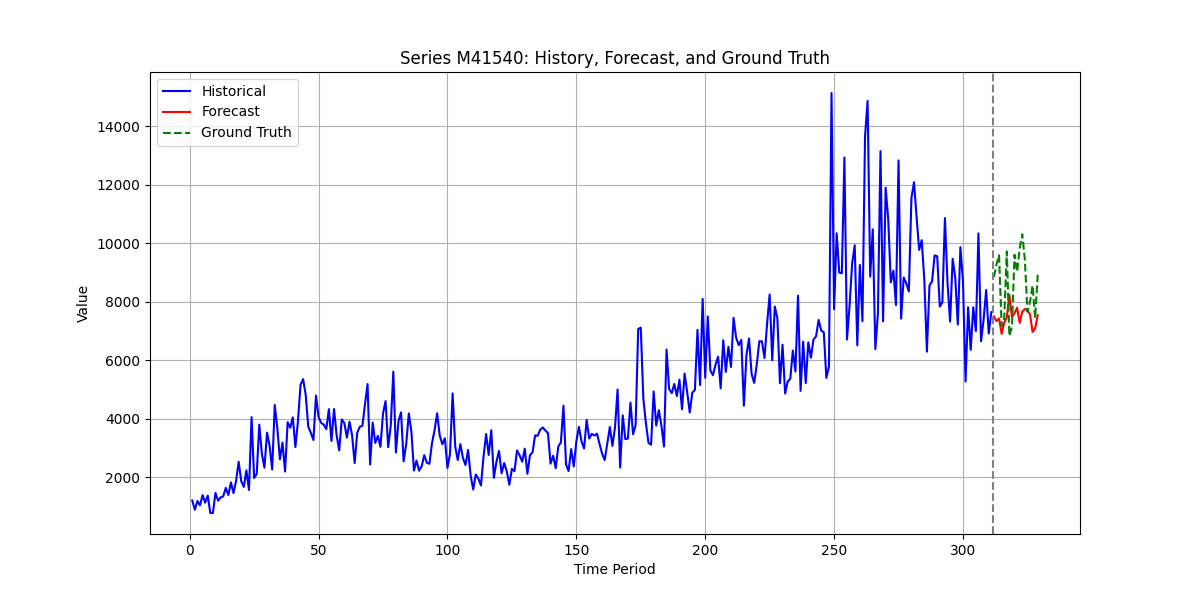 Series M41540: History, Forecast, and Ground Truth
Historical
Forecast
Ground Truth
14000
12000
10000
8000
6000
4000
2000
Value
0 50 100 150 200 250 300
Time Period